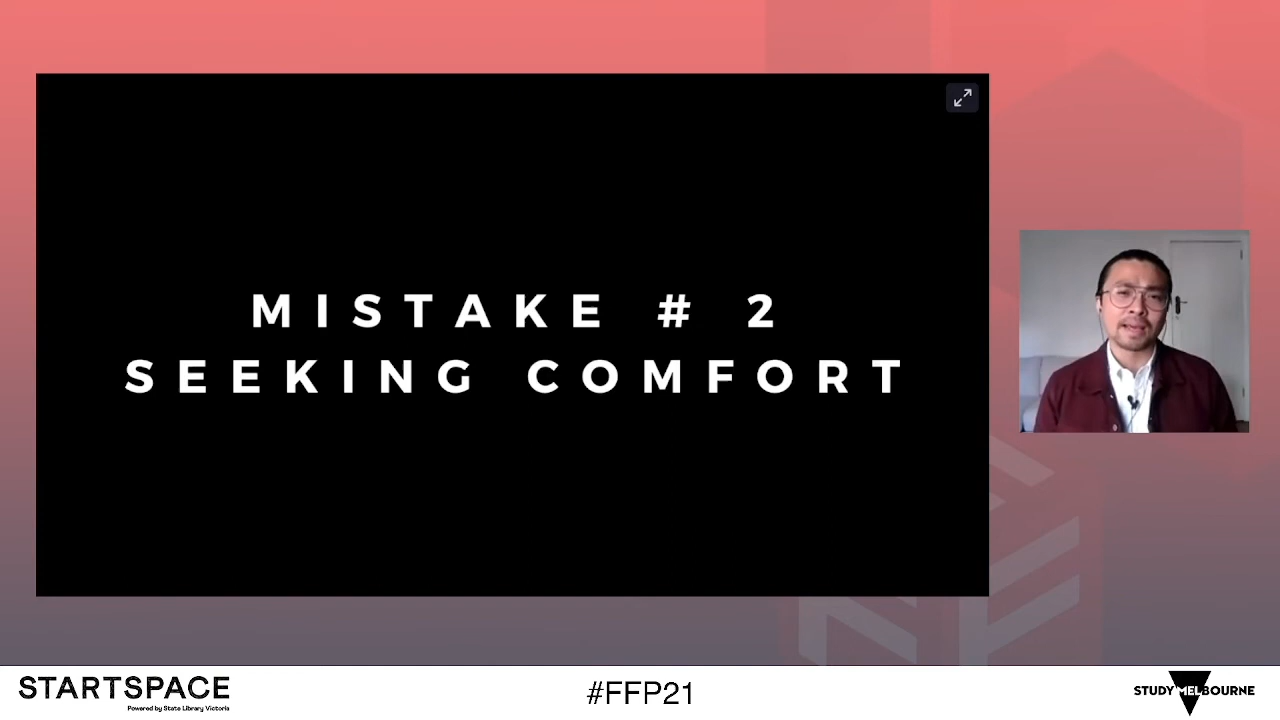 MISTAKE # 2
SEEKING COMFORT
STARTSPACE
Powered by State Library Victoria
#FFP21
STUDY MELBOURNE